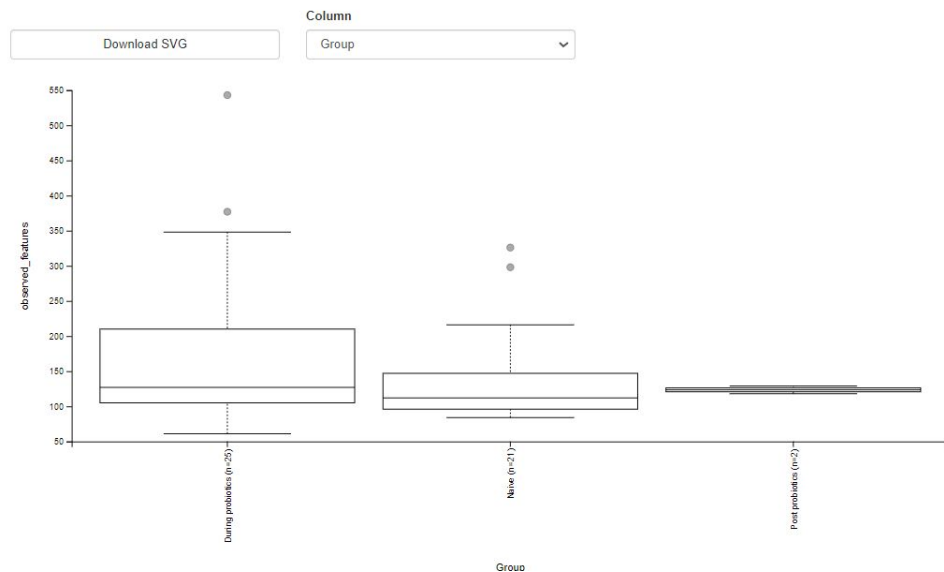 Column
Download SVG
Group
550
500
450
400
350
300
250
200
150
100
50
observed_features
During probiotics (n=25)
Naive (n=21)
Post probiotics (n=2)
Group